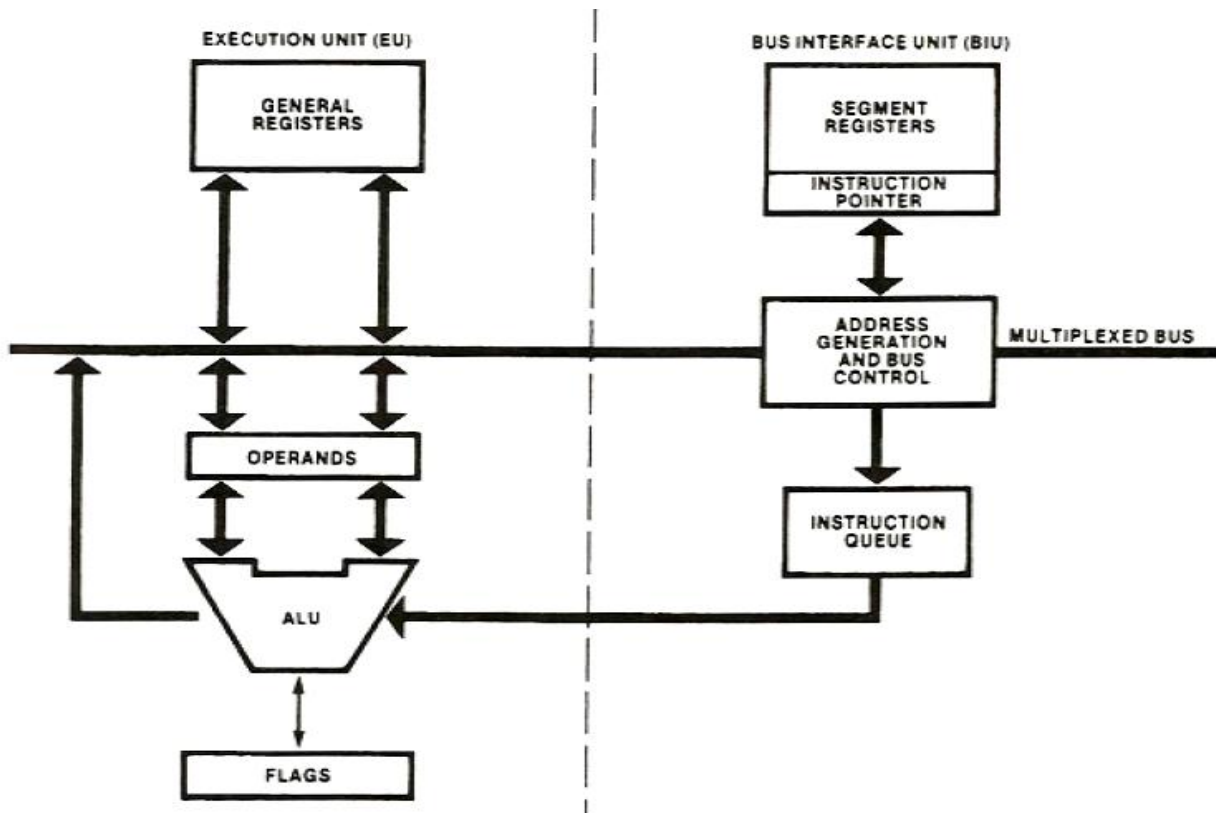 EXECUTION UNIT (EU)
GENERAL
REGISTERS
OPERANDS
ALU
FLAGS
BUS INTERFACE UNIT (BIU)
SEGMENT
REGISTERS
INSTRUCTION
POINTER
ADDRESS
GENERATION
AND BUS
CONTROL
MULTIPLEXED BUS
INSTRUCTION
QUEUE